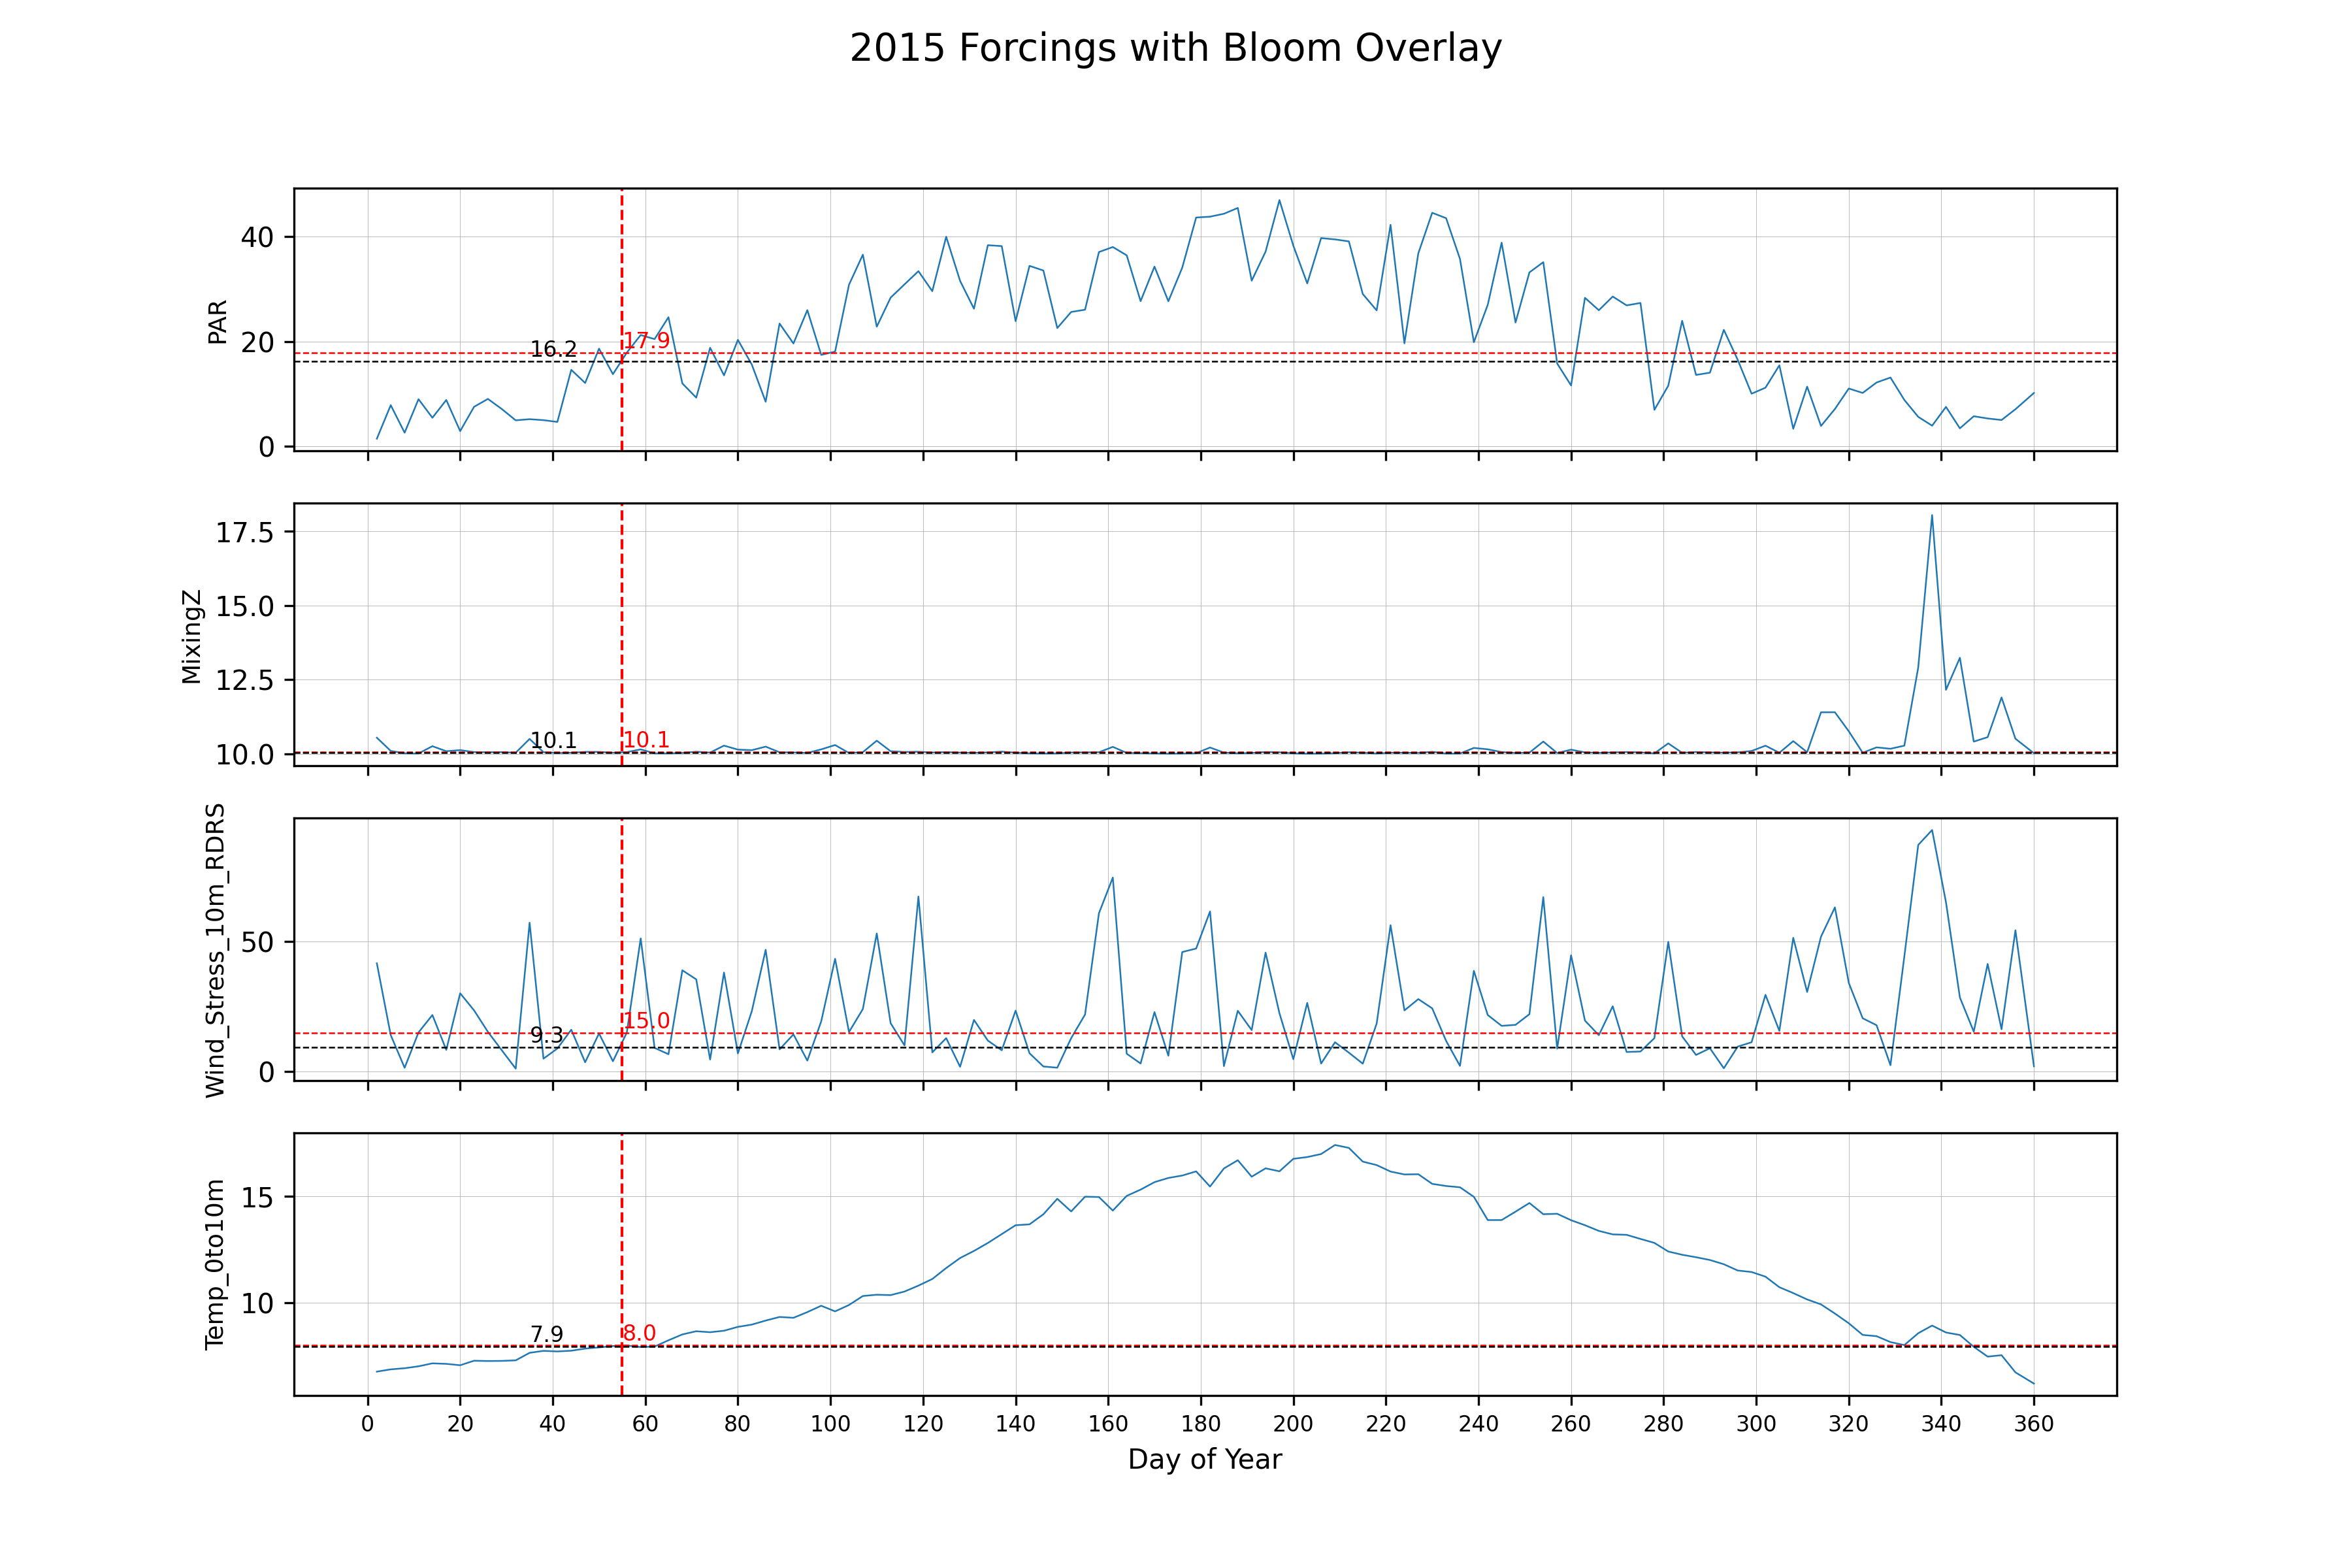 2015 Forcings with Bloom Overlay
PAR
40
20
0
16.2
17.9
MixingZ
17.5
15.0
12.5
10.0
10.1
10.1
Wind_Stress_10m_RDRS
50
0
9.3
15.0
Temp_0to10m
15
10
7.9
8.0
0 20 40 60 80 100 120 140 160 180 200 220 240 260 280 300 320 340 360
Day of Year